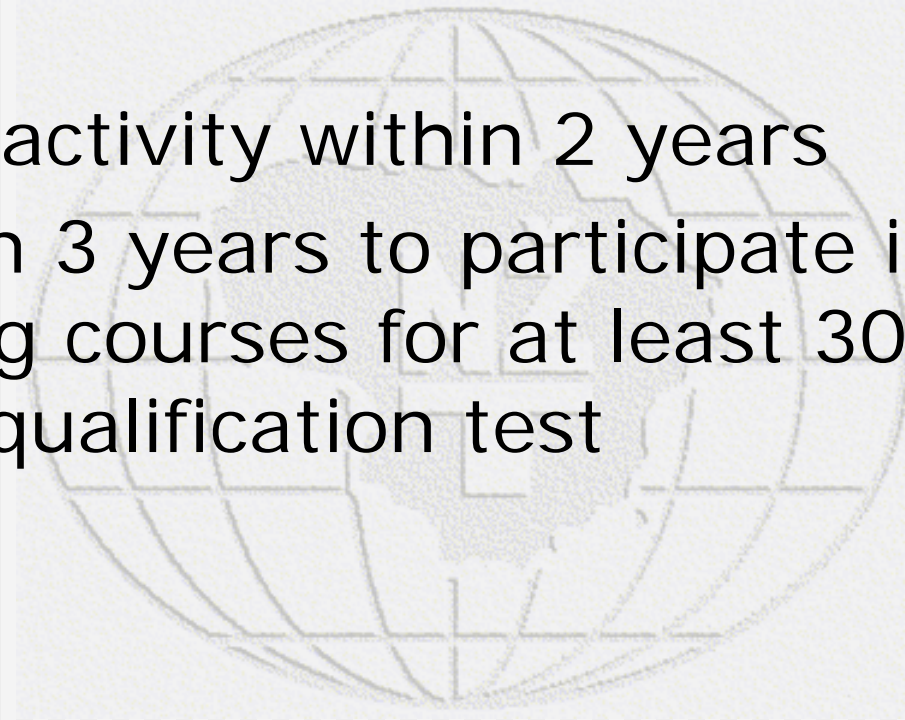 activity within 2 years
n 3 years to participate i
g courses for at least 30
qualification test